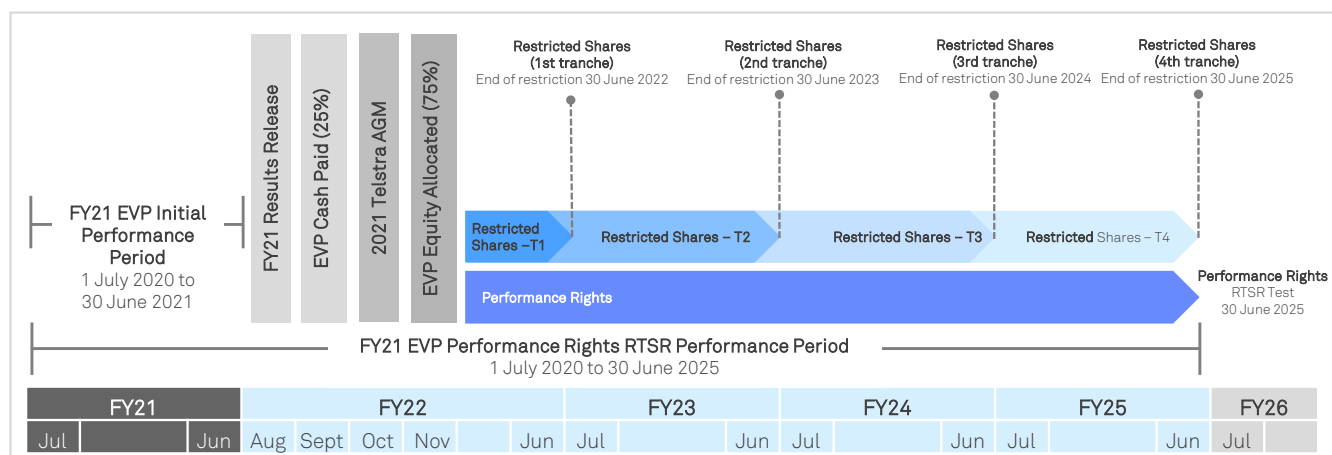 Restricted Shares
(1st tranche)
End of restriction 30 June 2022
Restricted Shares
(2nd tranche)
End of restriction 30 June 2023
Restricted Shares
(3rd tranche)
End of restriction 30 June 2024
Restricted Shares
(4th tranche)
End of restriction 30 June 2025
FY21 EVP Initial
Performance
Period
1 July 2020 to
30 June 2021
FY21 Results Release
EVP Cash Paid (25%)
2021 Telstra AGM
EVP Equity Allocated (75%)
Restricted
Shares –T1
Restricted Shares – T2
Restricted Shares – T3
Restricted Shares – T4
Performance Rights
Performance Rights
RTSR Test
30 June 2025
FY21 EVP Performance Rights RTSR Performance Period
1 July 2020 to 30 June 2025
FY21 FY22 FY23 FY24 FY25 FY26
Jul Jun Aug Sept Oct Nov Jun Jul Jun Jul Jun Jul Jun Jul